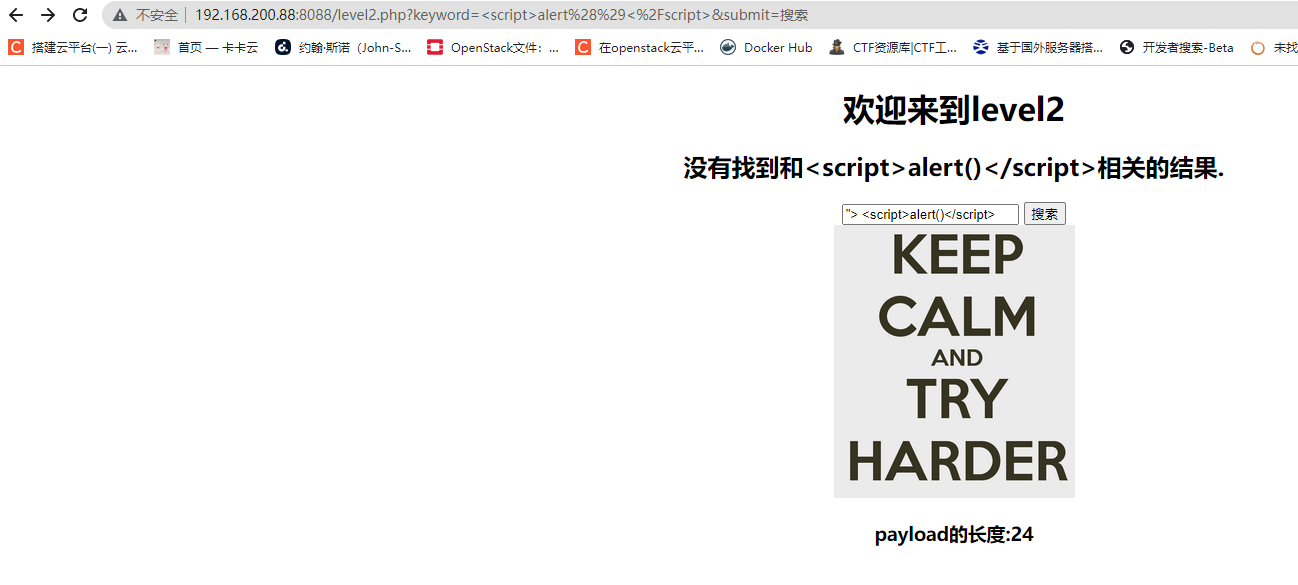 不安全 192.168.200.88:8088/level2.php?keyword=<script>alert%28%29<%2Fscript>&submit=搜索
搭建云平台(一) 云... 首页 — 卡卡云 约翰·斯诺（John-S... OpenStack文件：... 在openstack云平... Docker Hub CTF资源库|CTF工... 基于国外服务器搭... 开发者搜索-Beta 未找
欢迎来到level2
没有找到和<script>alert()</script>相关的结果.
"> <script>alert()</script> 搜索
KEEP
CALM
AND
TRY
HARDER
payload的长度:24